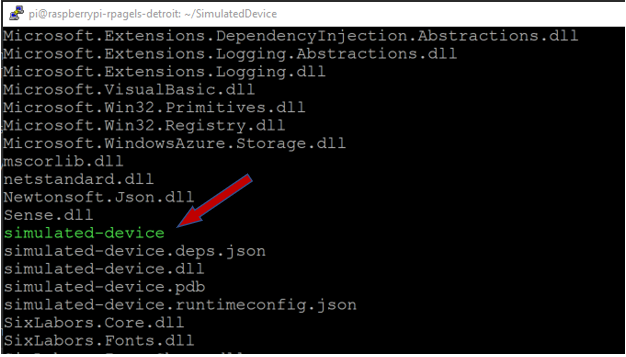 pi@raspberrypi-rpagels-detroit: ~/SimulatedDevice
Microsoft.Extensions.DependencyInjection.Abstractions.dll
Microsoft.Extensions.Logging.Abstractions.dll
Microsoft.Extensions.Logging.dll
Microsoft.VisualBasic.dll
Microsoft.Win32.Primitives.dll
Microsoft.Win32.Registry.dll
Microsoft.WindowsAzure.Storage.dll
mscorlib.dll
netstandard.dll
Newtonsoft.Json.dll
Sense.dll
simulated-device
simulated-device.deps.json
simulated-device.dll
simulated-device.pdb
simulated-device.runtimeconfig.json
SixLabors.Core.dll
SixLabors.Fonts.dll